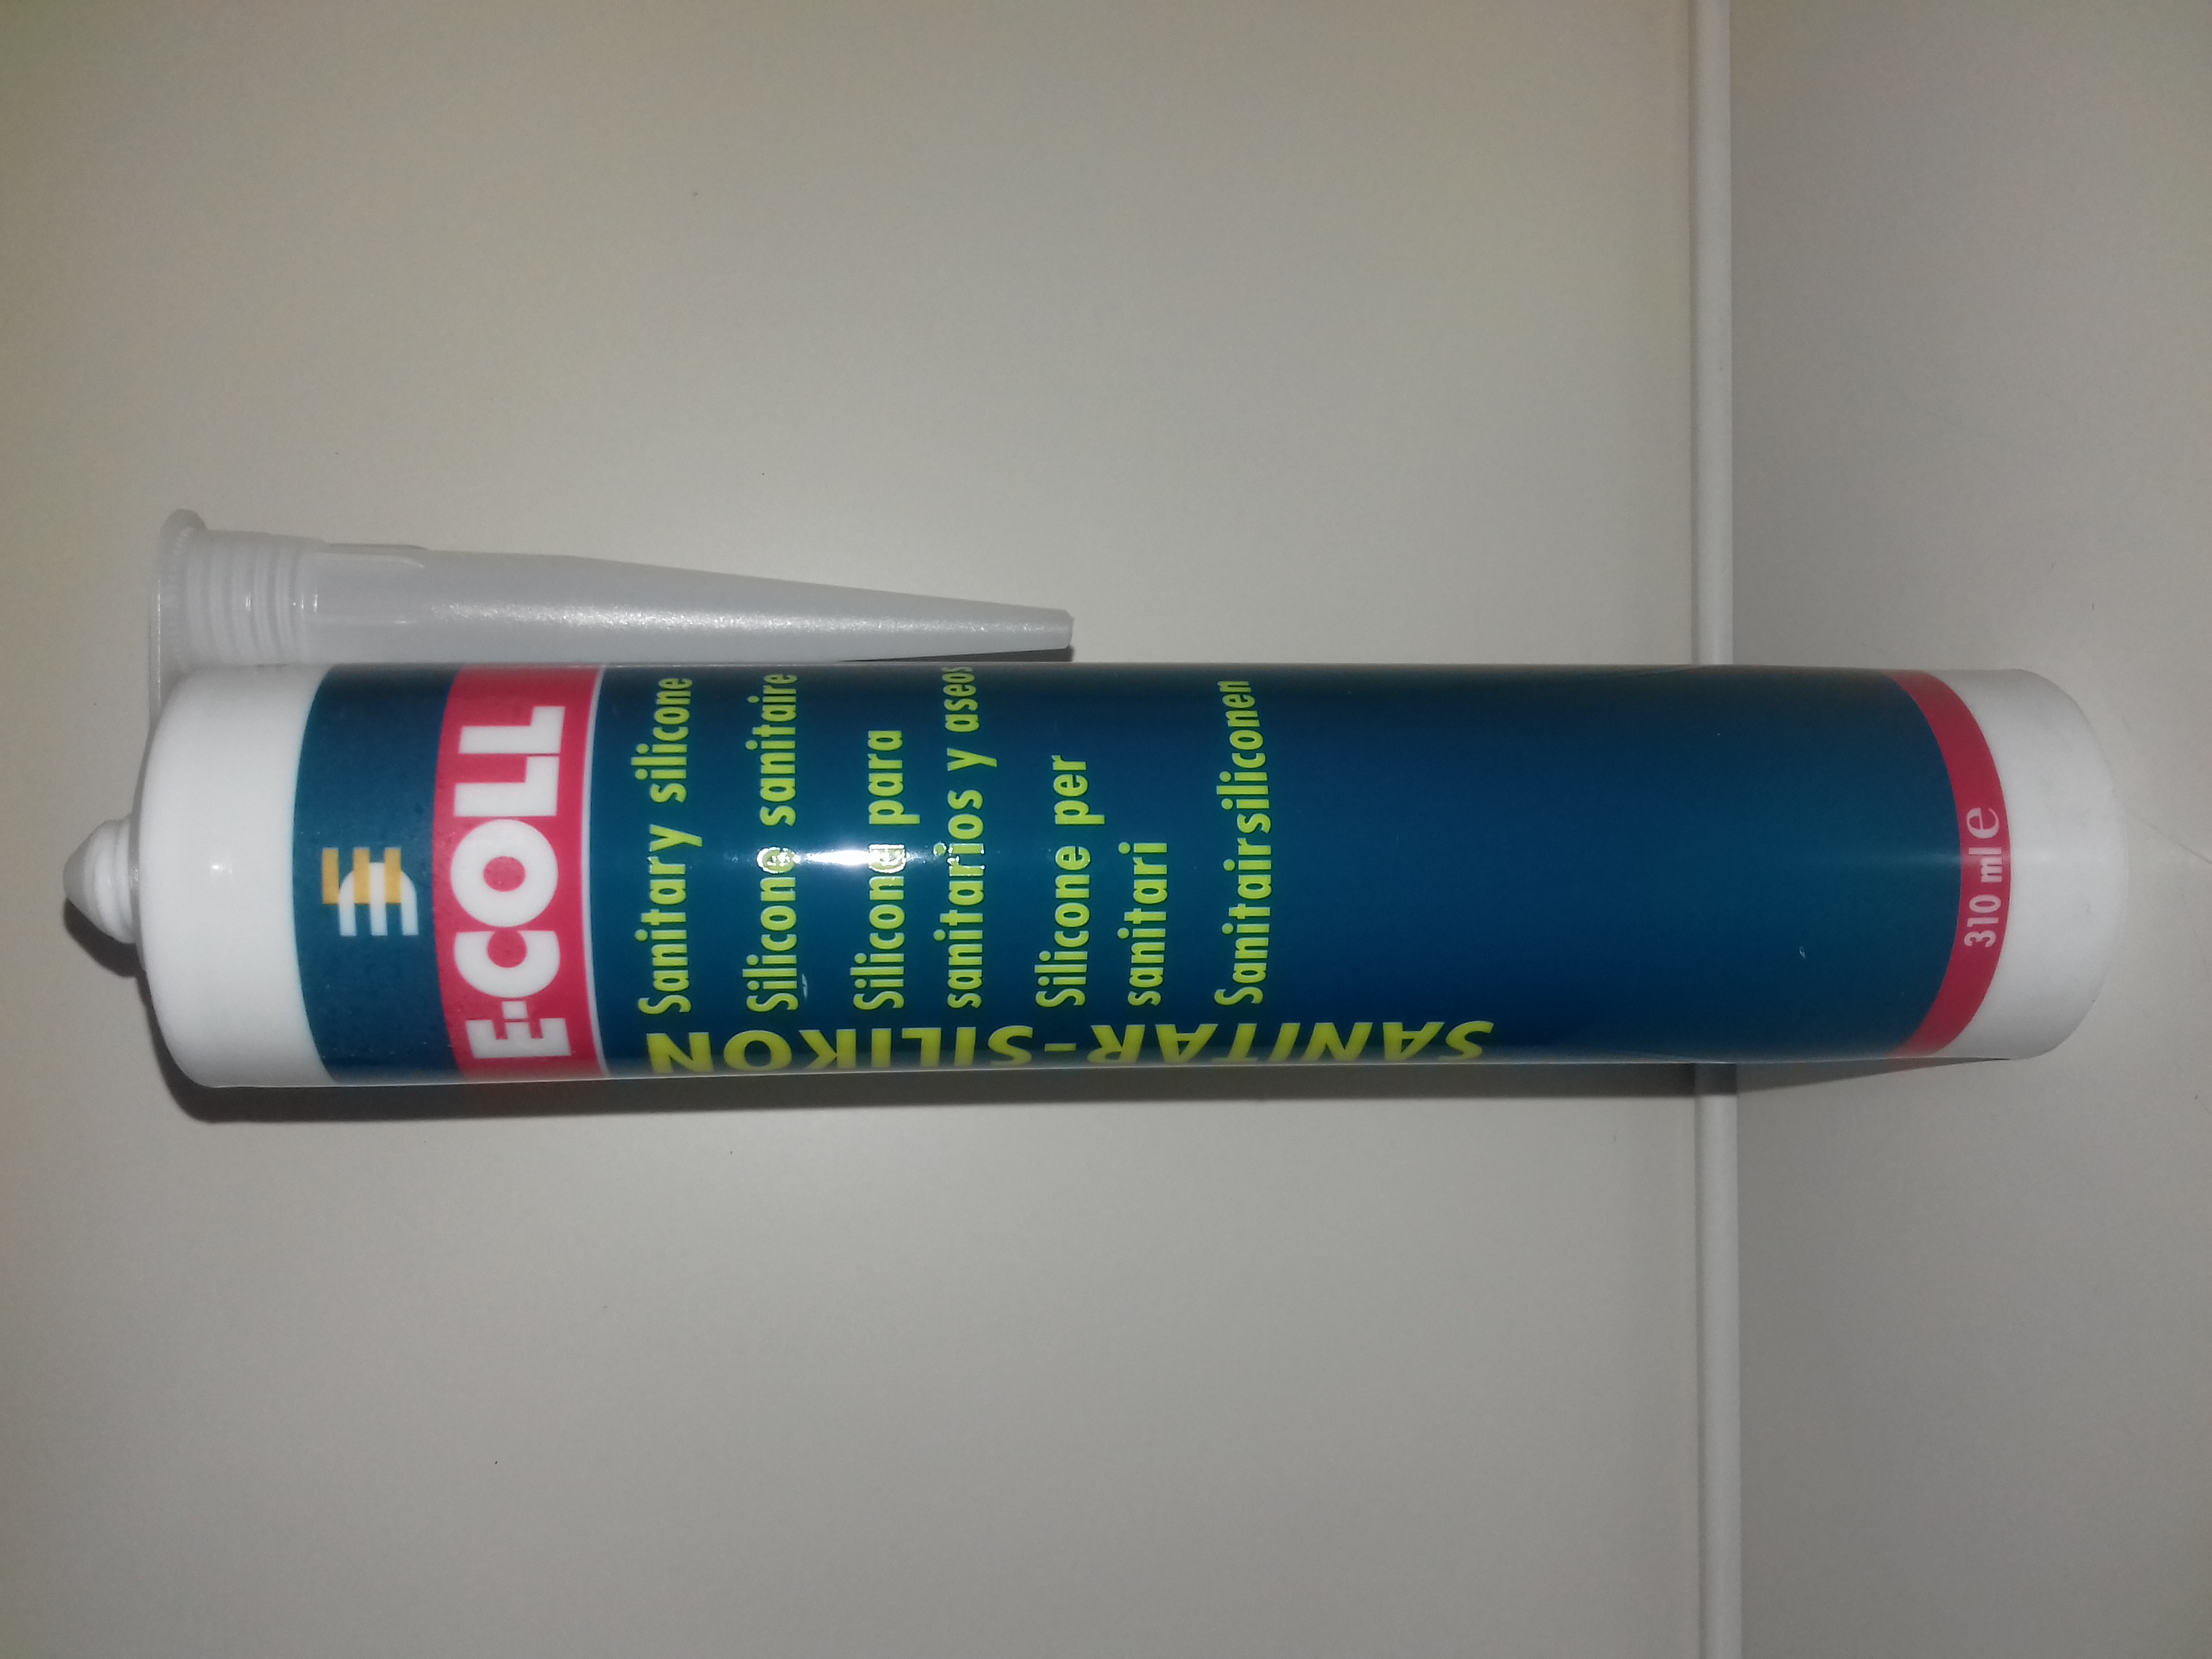 E-COLL
Sanitary silicone
Silicone sanitaire
Silicona para
sanitarios y aseos
Silicone per
sanitari
Sanitairsiliconen
SANITÄR-SILIKON
310 ml e